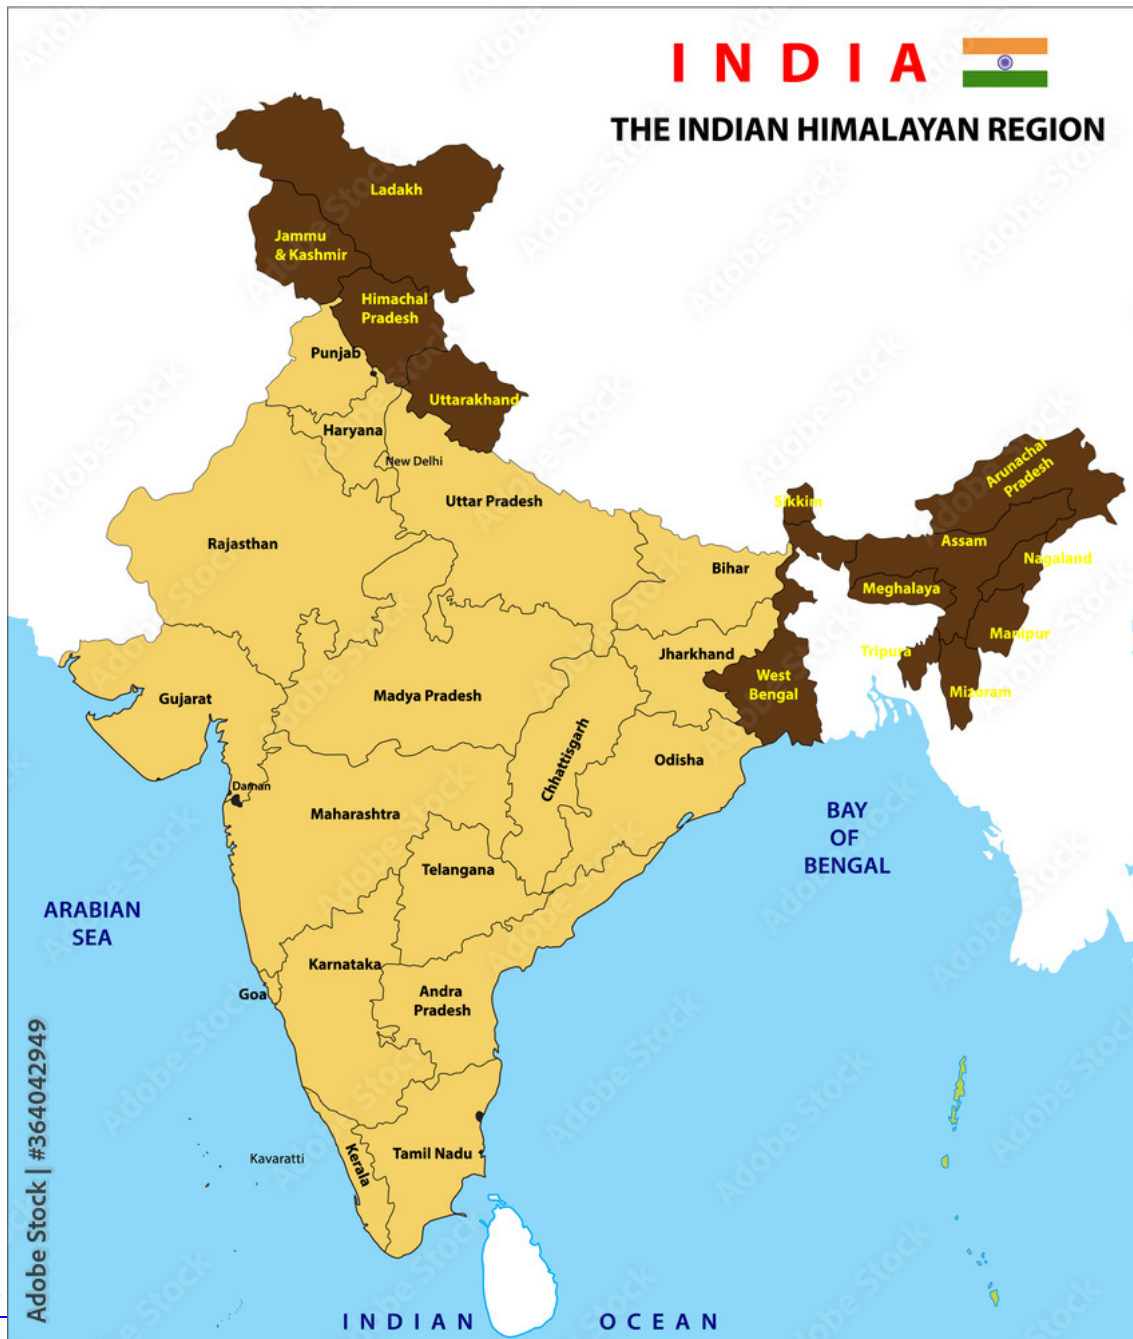 INDIA
THE INDIAN HIMALAYAN REGION
Ladakh
Jammu
& Kashmir
Himachal
Pradesh
Punjab
Uttarakhand
Haryana
New Delhi
Uttar Pradesh
Rajasthan
Bihar
Sikkim
Arunachal
Pradesh
Assam
Nagaland
Meghalaya
Manipur
Tripura
Mizoram
Jharkhand
West
Bengal
Gujarat
Madya Pradesh
Chhattisgarh
Odisha
Daman
Maharashtra
Telangana
BAY
OF
BENGAL
ARABIAN
SEA
Karnataka
Goa
Andra
Pradesh
Kavaratti
Kerala
Tamil Nadu
INDIAN OCEAN
Adobe Stock | #364042949
Adobe Stock